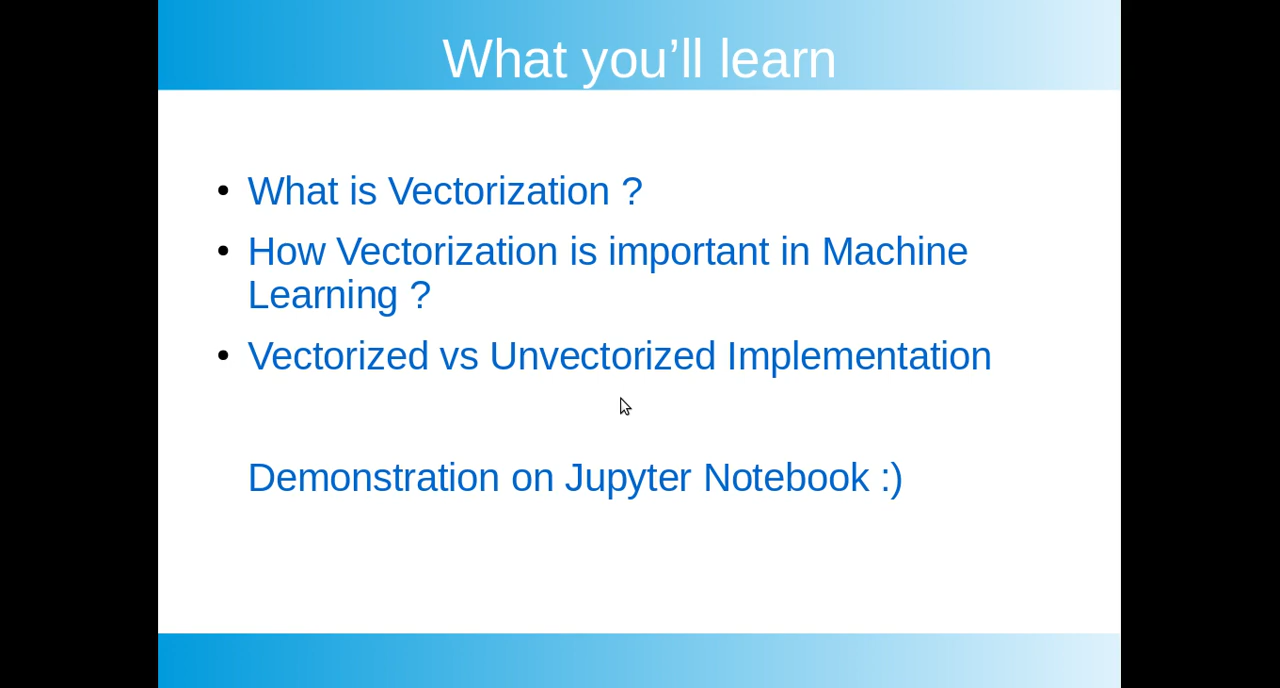 What you’ll learn
• What is Vectorization ?
• How Vectorization is important in Machine
Learning ?
• Vectorized vs Unvectorized Implementation
Demonstration on Jupyter Notebook :)